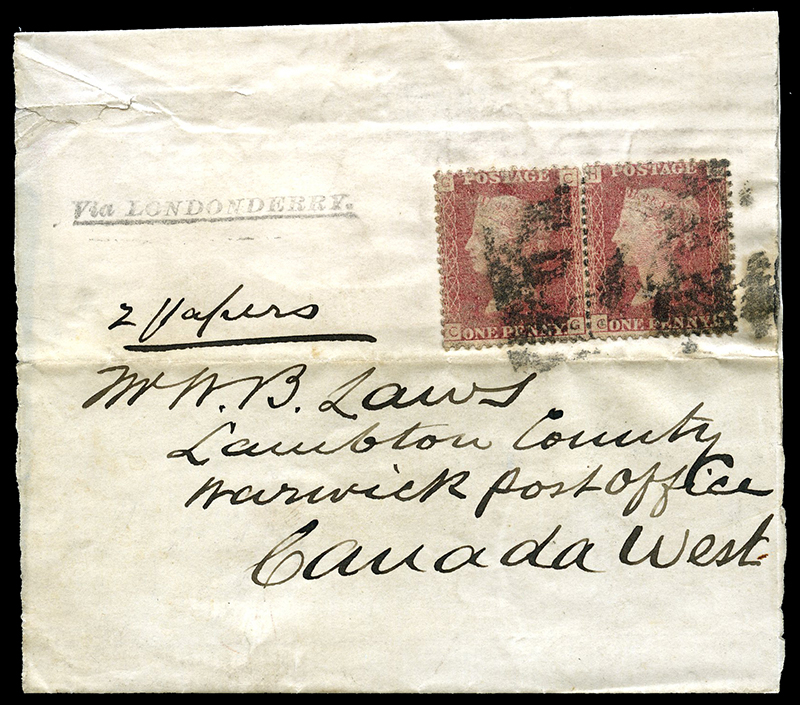 POSTAGE POSTAGE
Via LONDONDERRY.
C ONE PENNY G C ONE PENNY
2 Papers
Mr W. B. Laws
Lambton County
Warwick Post Office
Canada West.